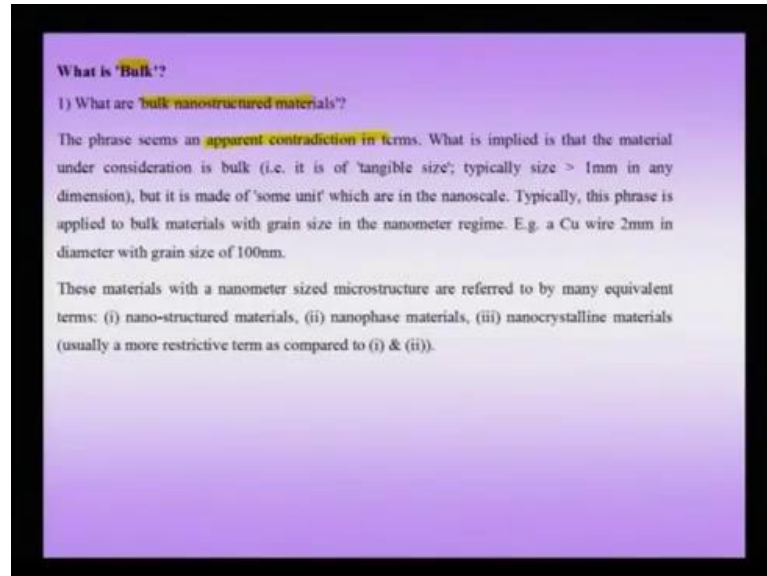 What is 'Bulk'?
1) What are 'bulk nanostructured materials'?
The phrase seems an apparent contradiction in terms. What is implied is that the material
under consideration is bulk (i.e. it is of 'tangible size'; typically size > 1mm in any
dimension), but it is made of 'some unit' which are in the nanoscale. Typically, this phrase is
applied to bulk materials with grain size in the nanometer regime. E.g. a Cu wire 2mm in
diameter with grain size of 100nm.
These materials with a nanometer sized microstructure are referred to by many equivalent
terms: (i) nano-structured materials, (ii) nanophase materials, (iii) nanocrystalline materials
(usually a more restrictive term as compared to (i) & (ii)).